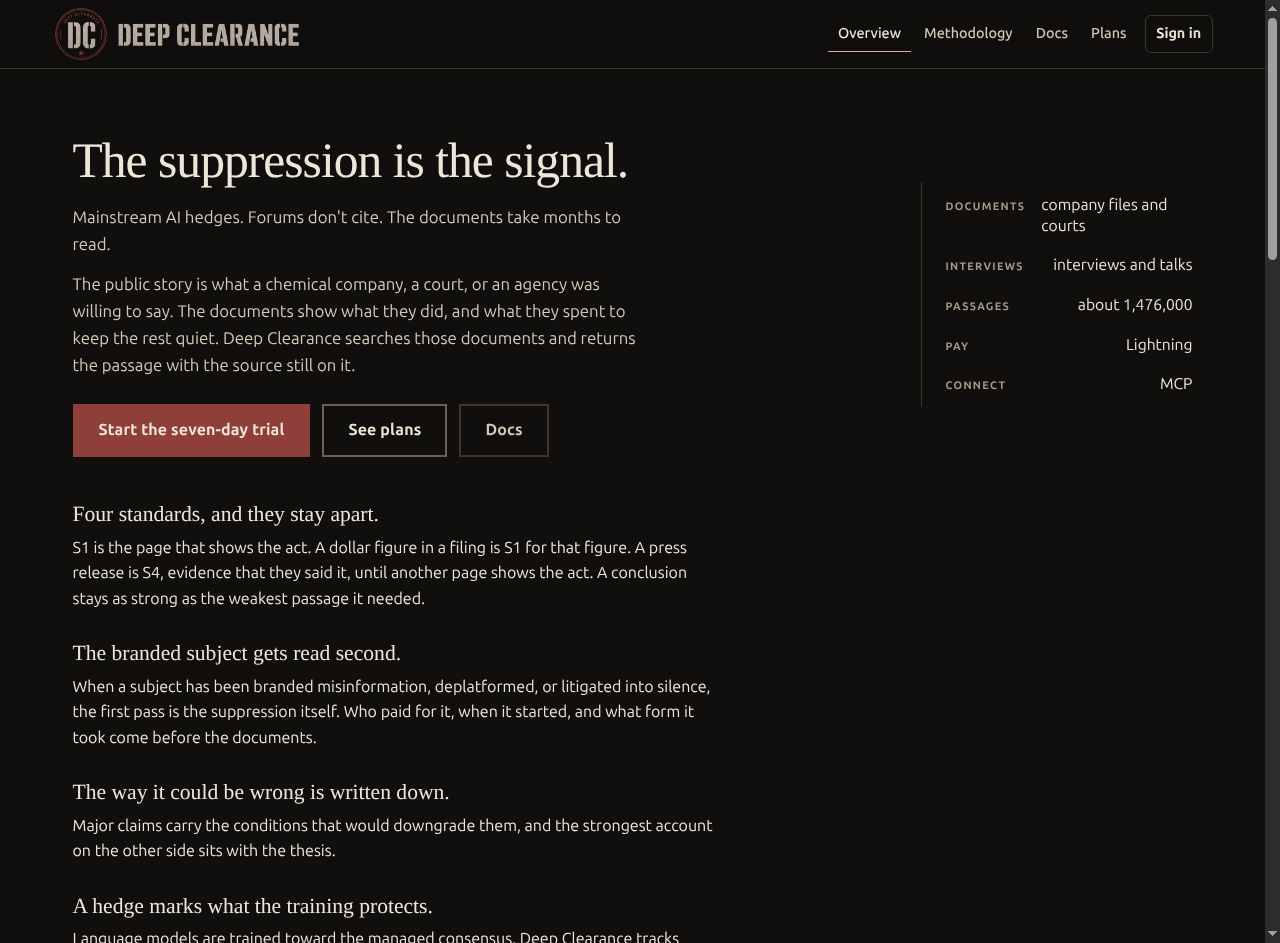 DC DEEP CLEARANCE
Overview Methodology Docs Plans Sign in
The suppression is the signal.
Mainstream AI hedges. Forums don't cite. The documents take months to
read.
The public story is what a chemical company, a court, or an agency was
willing to say. The documents show what they did, and what they spent to
keep the rest quiet. Deep Clearance searches those documents and returns
the passage with the source still on it.
Start the seven-day trial See plans Docs
DOCUMENTS company files and
courts
INTERVIEWS interviews and talks
PASSAGES about 1,476,000
PAY Lightning
CONNECT MCP
Four standards, and they stay apart.
S1 is the page that shows the act. A dollar figure in a filing is S1 for that figure. A press
release is S4, evidence that they said it, until another page shows the act. A conclusion
stays as strong as the weakest passage it needed.
The branded subject gets read second.
When a subject has been branded misinformation, deplatformed, or litigated into silence,
the first pass is the suppression itself. Who paid for it, when it started, and what form it
took come before the documents.
The way it could be wrong is written down.
Major claims carry the conditions that would downgrade them, and the strongest account
on the other side sits with the thesis.
A hedge marks what the training protects.
Language models are trained toward the managed consensus. Deep Clearance tracks